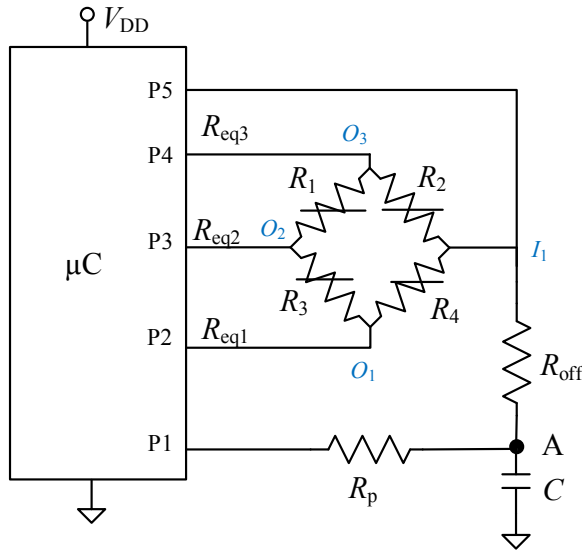 V_DD
P5
P4
R_eq3
O_3
R_1
R_2
P3
R_eq2
O_2
I_1
µC
R_3
R_4
P2
R_eq1
O_1
R_off
P1
A
R_p
C